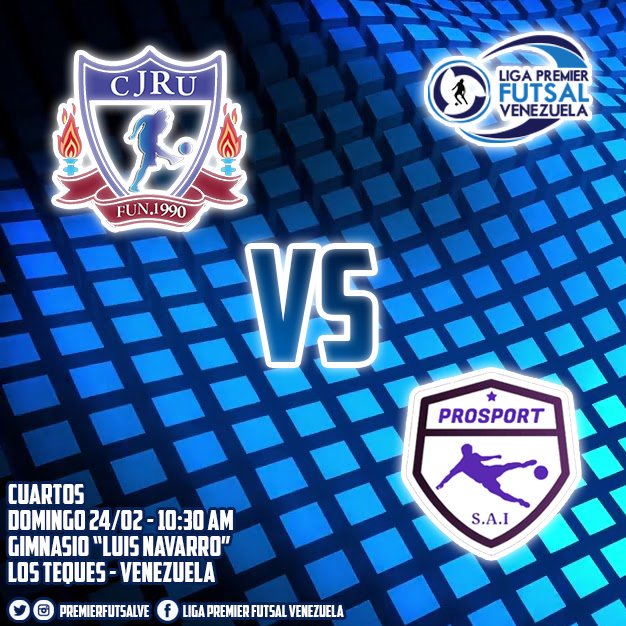 CJRU
FUN.1990
LIGA PREMIER
FUTSAL
VENEZUELA
VS
PROSPORT
S.A.I
CUARTOS
DOMINGO 24/02 - 10:30 AM
GIMNASIO "LUIS NAVARRO"
LOS TEQUES - VENEZUELA
PREMIERFUTSALVE LIGA PREMIER FUTSAL VENEZUELA